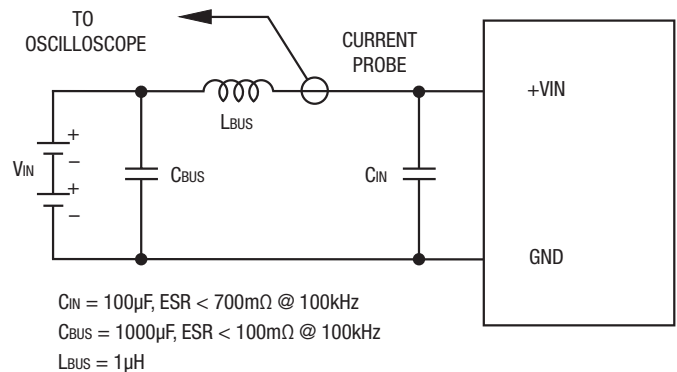 TO
OSCILLOSCOPE
CURRENT
PROBE
+VIN
LBUS
+
VIN
−
+
−
CBUS
CIN
GND
CIN = 100µF, ESR < 700mΩ @ 100kHz
CBUS = 1000µF, ESR < 100mΩ @ 100kHz
LBUS = 1µH